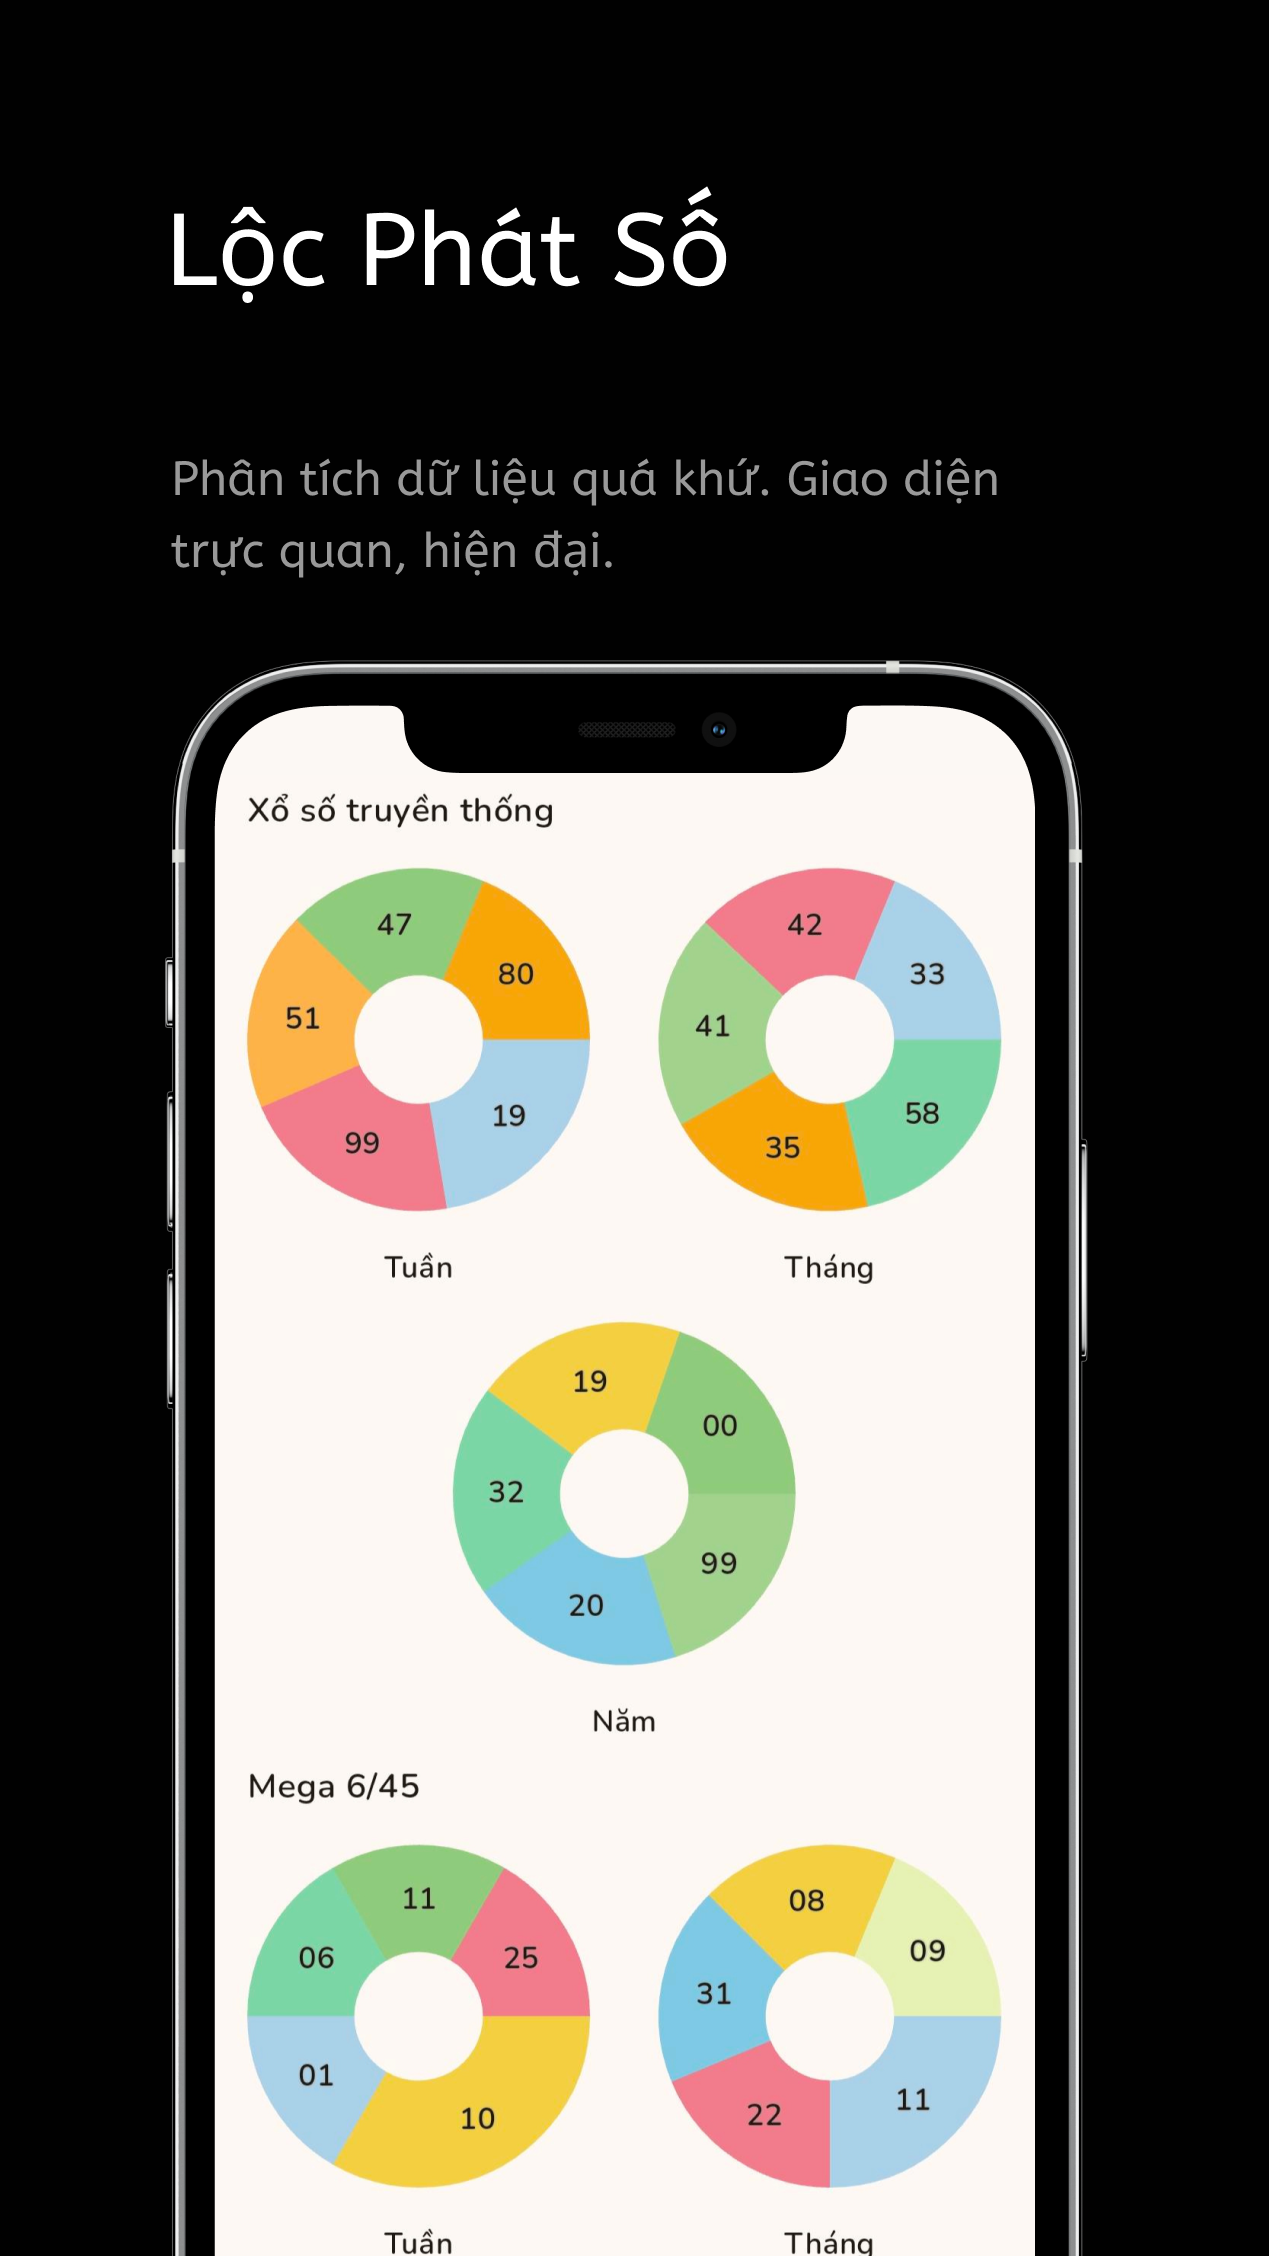 Lộc Phát Số
Phân tích dữ liệu quá khứ. Giao diện
trực quan, hiện đại.
Xổ số truyền thống
47
80
51
19
99
Tuần
42
33
41
58
35
Tháng
19
00
32
99
20
Năm
Mega 6/45
11
25
06
01
10
Tuần
08
09
31
11
22
Tháng